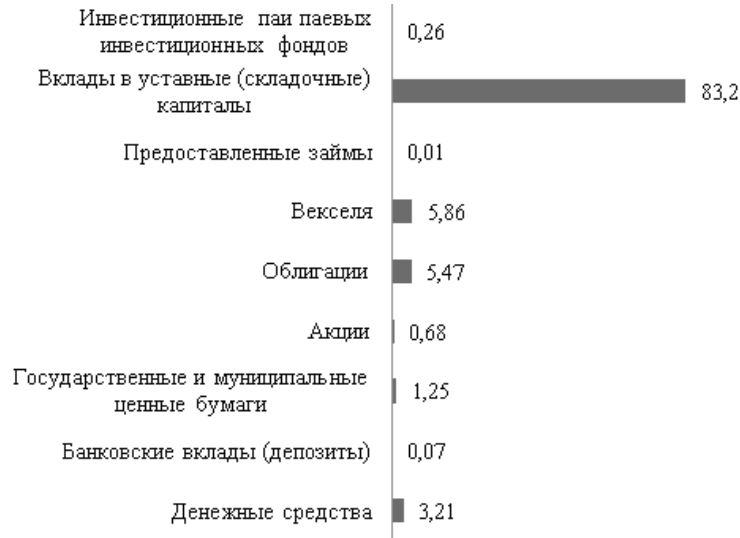 Инвестиционные паи паевых
инвестиционных фондов
0,26
Вклады в уставные (складочные)
капиталы
83,2
Предоставленные займы
0,01
Векселя
5,86
Облигации
5,47
Акции
0,68
Государственные и муниципальные
ценные бумаги
1,25
Банковские вклады (депозиты)
0,07
Денежные средства
3,21